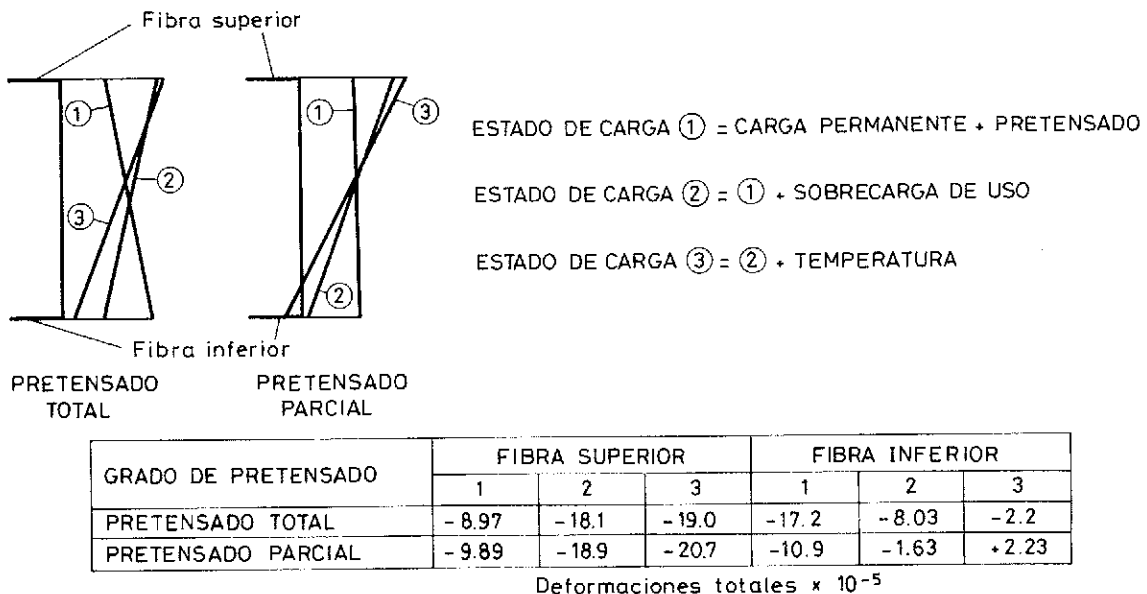 Fibra superior
① ① ③
② ③ ②
Fibra inferior
PRETENSADO TOTAL
PRETENSADO PARCIAL
ESTADO DE CARGA ① = CARGA PERMANENTE + PRETENSADO
ESTADO DE CARGA ② = ① + SOBRECARGA DE USO
ESTADO DE CARGA ③ = ② + TEMPERATURA
GRADO DE PRETENSADO FIBRA SUPERIOR FIBRA INFERIOR
1 2 3 1 2 3
PRETENSADO TOTAL -8.97 -18.1 -19.0 -17.2 -8.03 -2.2
PRETENSADO PARCIAL -9.89 -18.9 -20.7 -10.9 -1.63 +2.23
Deformaciones totales x 10⁻⁵